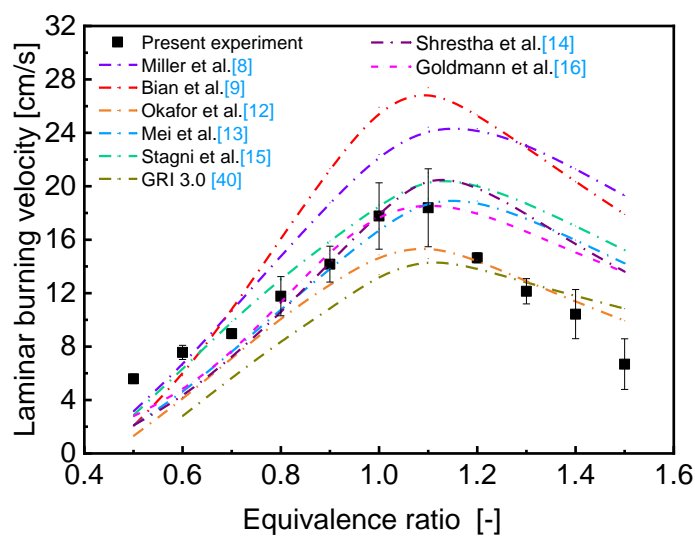 Laminar burning velocity [cm/s]
32
28
24
20
16
12
8
4
0
Present experiment
Miller et al.[8]
Bian et al.[9]
Okafor et al.[12]
Mei et al.[13]
Stagni et al.[15]
GRI 3.0 [40]
Shrestha et al.[14]
Goldmann et al.[16]
0.4 0.6 0.8 1.0 1.2 1.4 1.6
Equivalence ratio [-]